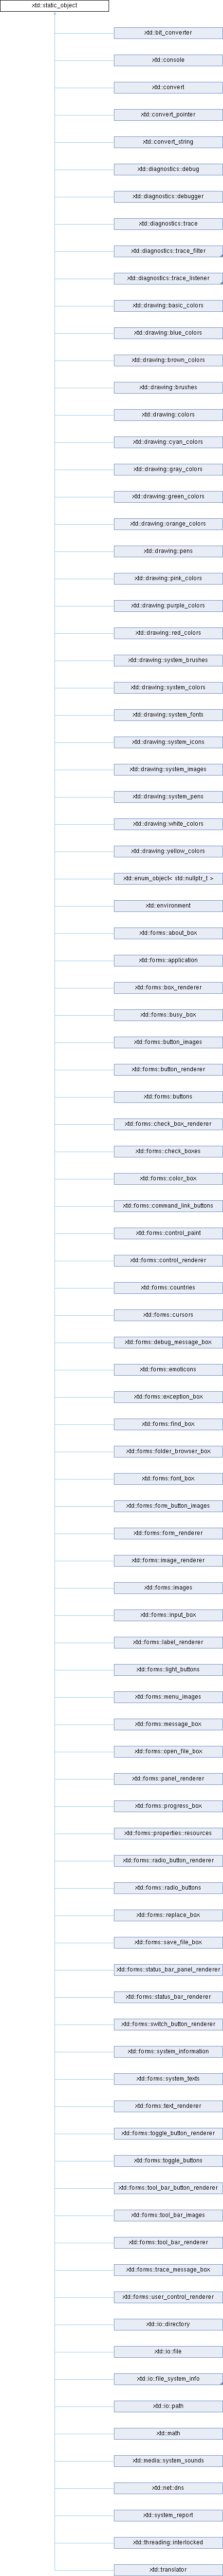 xtd::static_object
xtd::bit_converter
xtd::console
xtd::convert
xtd::convert_pointer
xtd::convert_string
xtd::diagnostics::debug
xtd::diagnostics::debugger
xtd::diagnostics::trace
xtd::diagnostics::trace_filter
xtd::diagnostics::trace_listener
xtd::drawing::basic_colors
xtd::drawing::blue_colors
xtd::drawing::brown_colors
xtd::drawing::brushes
xtd::drawing::colors
xtd::drawing::cyan_colors
xtd::drawing::gray_colors
xtd::drawing::green_colors
xtd::drawing::orange_colors
xtd::drawing::pens
xtd::drawing::pink_colors
xtd::drawing::purple_colors
xtd::drawing::red_colors
xtd::drawing::system_brushes
xtd::drawing::system_colors
xtd::drawing::system_fonts
xtd::drawing::system_icons
xtd::drawing::system_images
xtd::drawing::system_pens
xtd::drawing::white_colors
xtd::drawing::yellow_colors
xtd::enum_object< std::nullptr_t >
xtd::environment
xtd::forms::about_box
xtd::forms::application
xtd::forms::box_renderer
xtd::forms::busy_box
xtd::forms::button_images
xtd::forms::button_renderer
xtd::forms::buttons
xtd::forms::check_box_renderer
xtd::forms::check_boxes
xtd::forms::color_box
xtd::forms::command_link_buttons
xtd::forms::control_paint
xtd::forms::control_renderer
xtd::forms::countries
xtd::forms::cursors
xtd::forms::debug_message_box
xtd::forms::emoticons
xtd::forms::exception_box
xtd::forms::find_box
xtd::forms::folder_browser_box
xtd::forms::font_box
xtd::forms::form_button_images
xtd::forms::form_renderer
xtd::forms::image_renderer
xtd::forms::images
xtd::forms::input_box
xtd::forms::label_renderer
xtd::forms::light_buttons
xtd::forms::menu_images
xtd::forms::message_box
xtd::forms::open_file_box
xtd::forms::panel_renderer
xtd::forms::progress_box
xtd::forms::properties::resources
xtd::forms::radio_button_renderer
xtd::forms::radio_buttons
xtd::forms::replace_box
xtd::forms::save_file_box
xtd::forms::status_bar_panel_renderer
xtd::forms::status_bar_renderer
xtd::forms::switch_button_renderer
xtd::forms::system_information
xtd::forms::system_texts
xtd::forms::text_renderer
xtd::forms::toggle_button_renderer
xtd::forms::toggle_buttons
xtd::forms::tool_bar_button_renderer
xtd::forms::tool_bar_images
xtd::forms::tool_bar_renderer
xtd::forms::trace_message_box
xtd::forms::user_control_renderer
xtd::io::directory
xtd::io::file
xtd::io::file_system_info
xtd::io::path
xtd::math
xtd::media::system_sounds
xtd::net::dns
xtd::system_report
xtd::threading::interlocked
xtd::translator